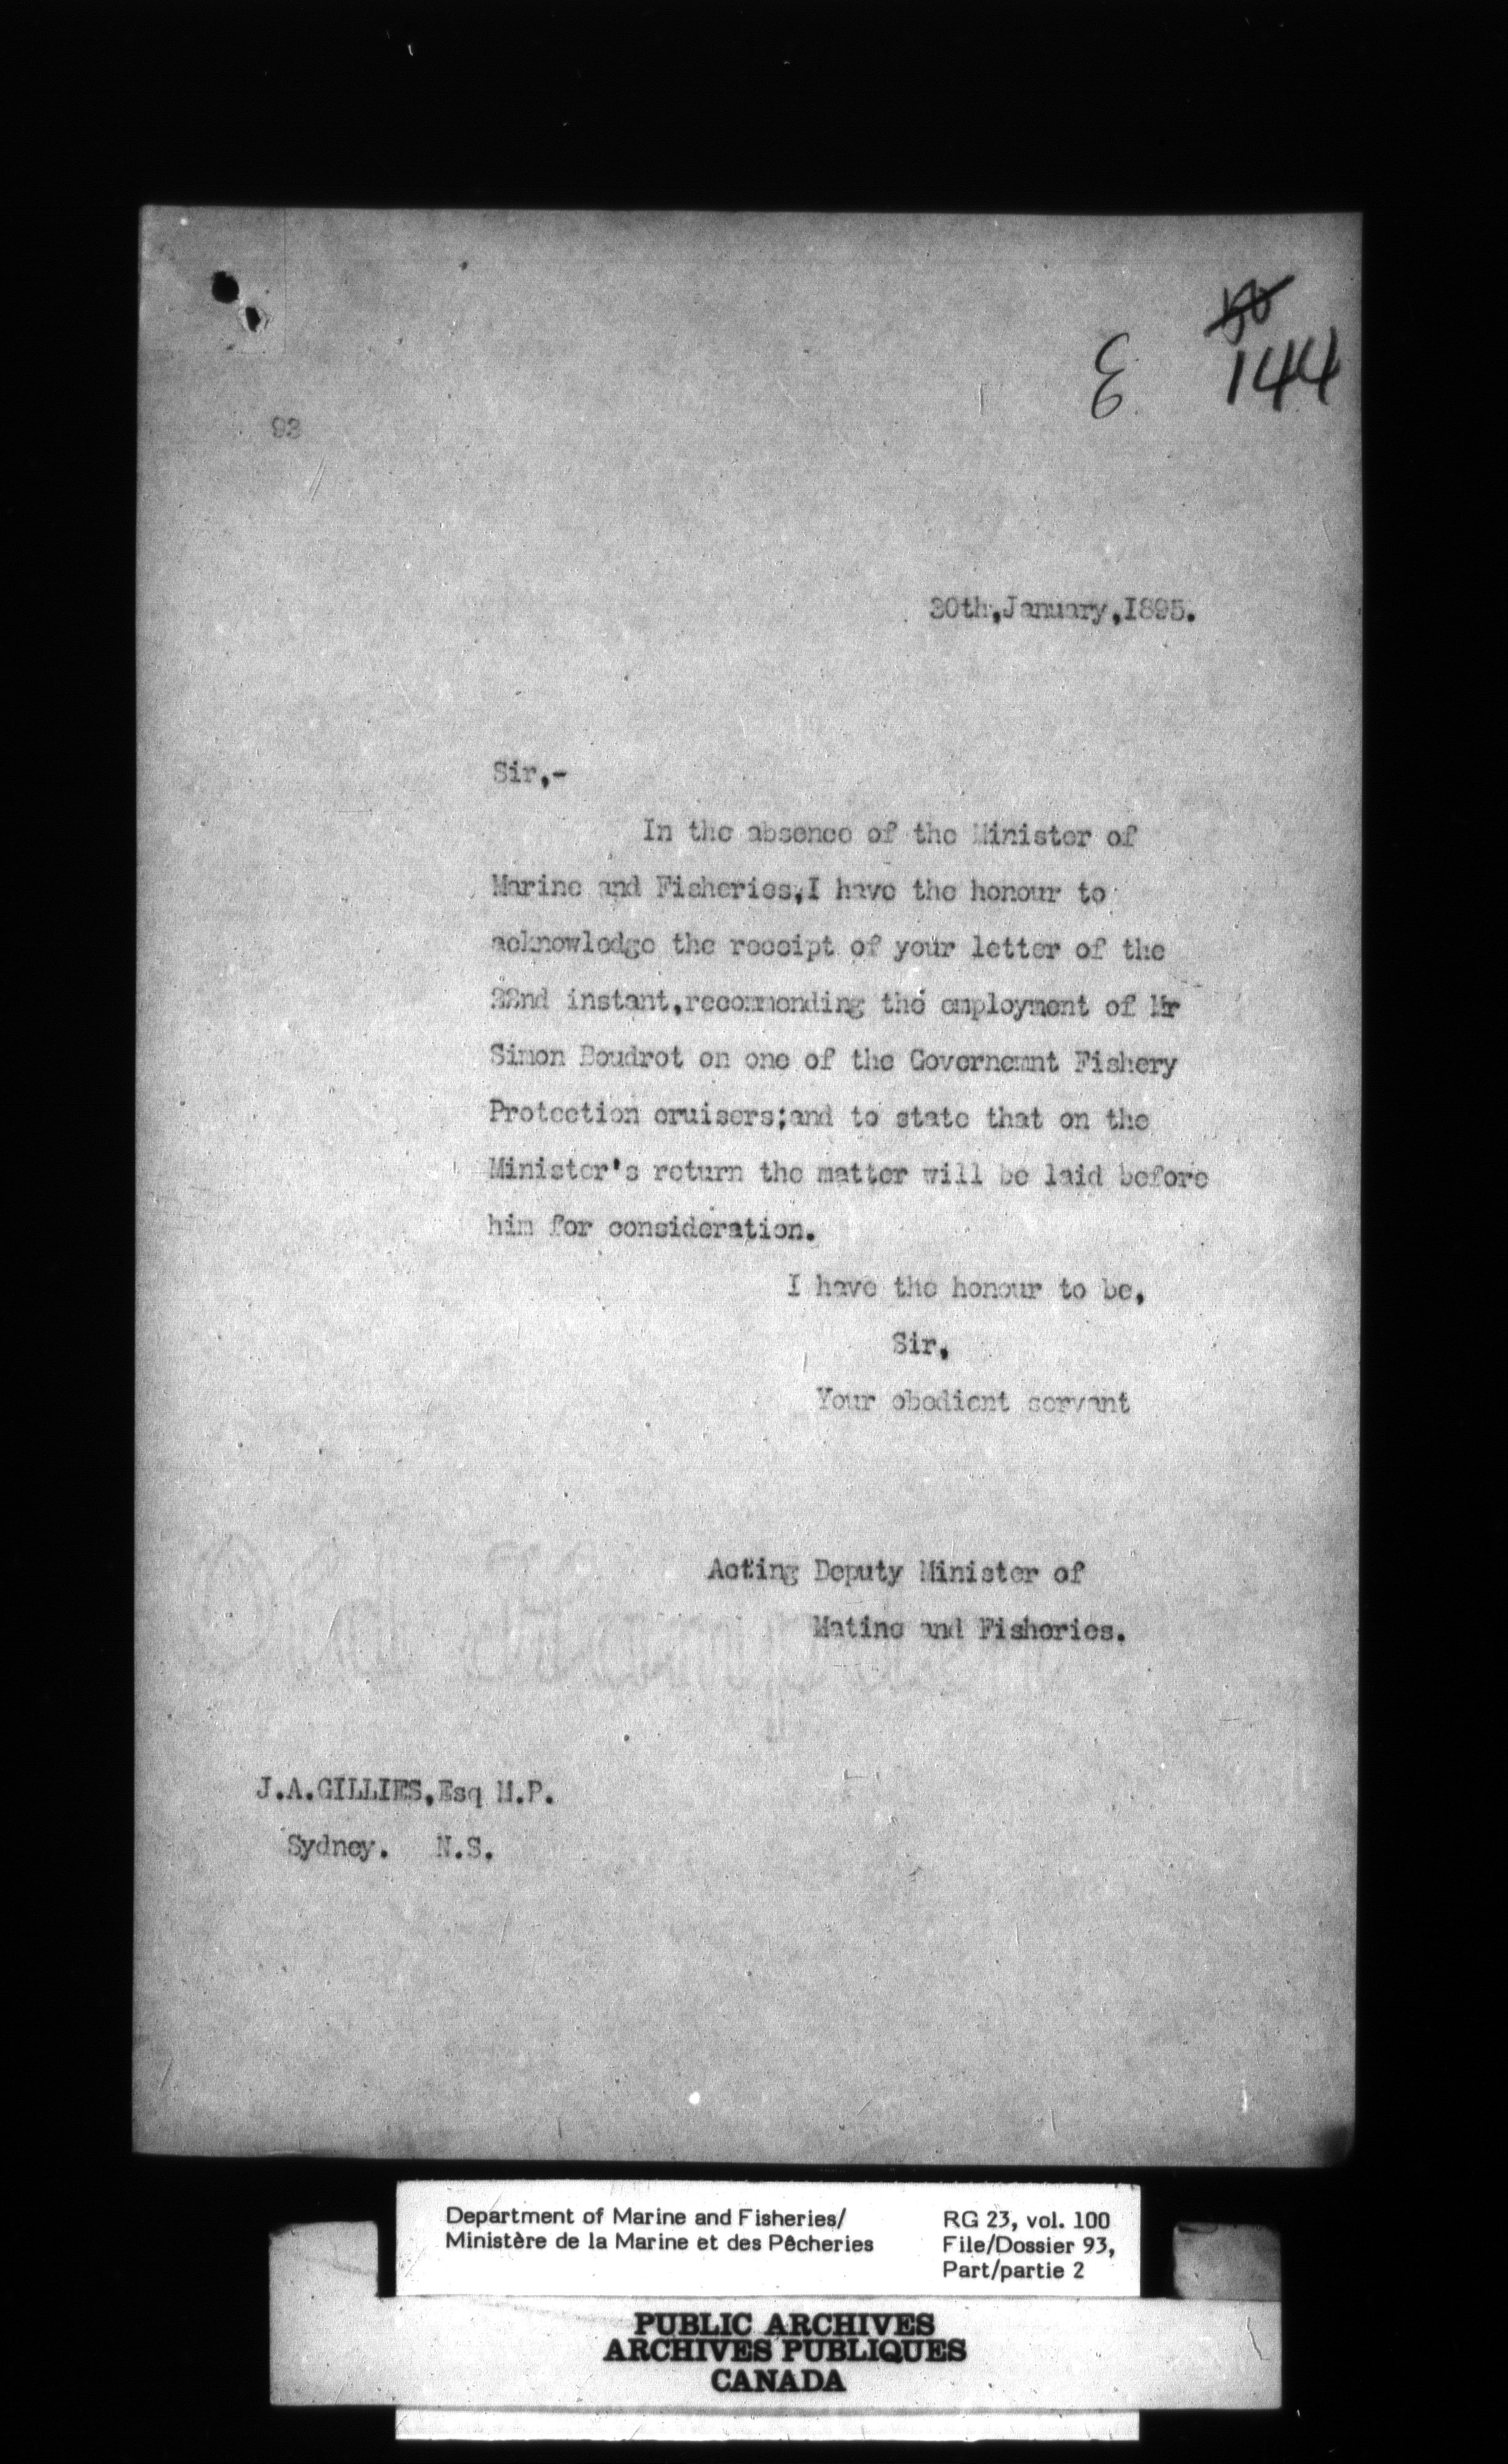 E 144
93
30th,January,1895.
Sir,-
In the absence of the Minister of
Marine and Fisheries,I have the honour to
acknowledge the receipt of your letter of the
22nd instant,recommending the employment of Mr
Simon Boudrot on one of the Governemnt Fishery
Protection cruisers;and to state that on the
Minister's return the matter will be laid before
him for consideration.
I have the honour to be,
Sir,
Your obedient servant
Acting Deputy Minister of
Matine and Fisheries.
J.A.GILLIES,Esq M.P.
Sydney. N.S.
Department of Marine and Fisheries/
Ministère de la Marine et des Pêcheries
RG 23, vol. 100
File/Dossier 93,
Part/partie 2
PUBLIC ARCHIVES
ARCHIVES PUBLIQUES
CANADA